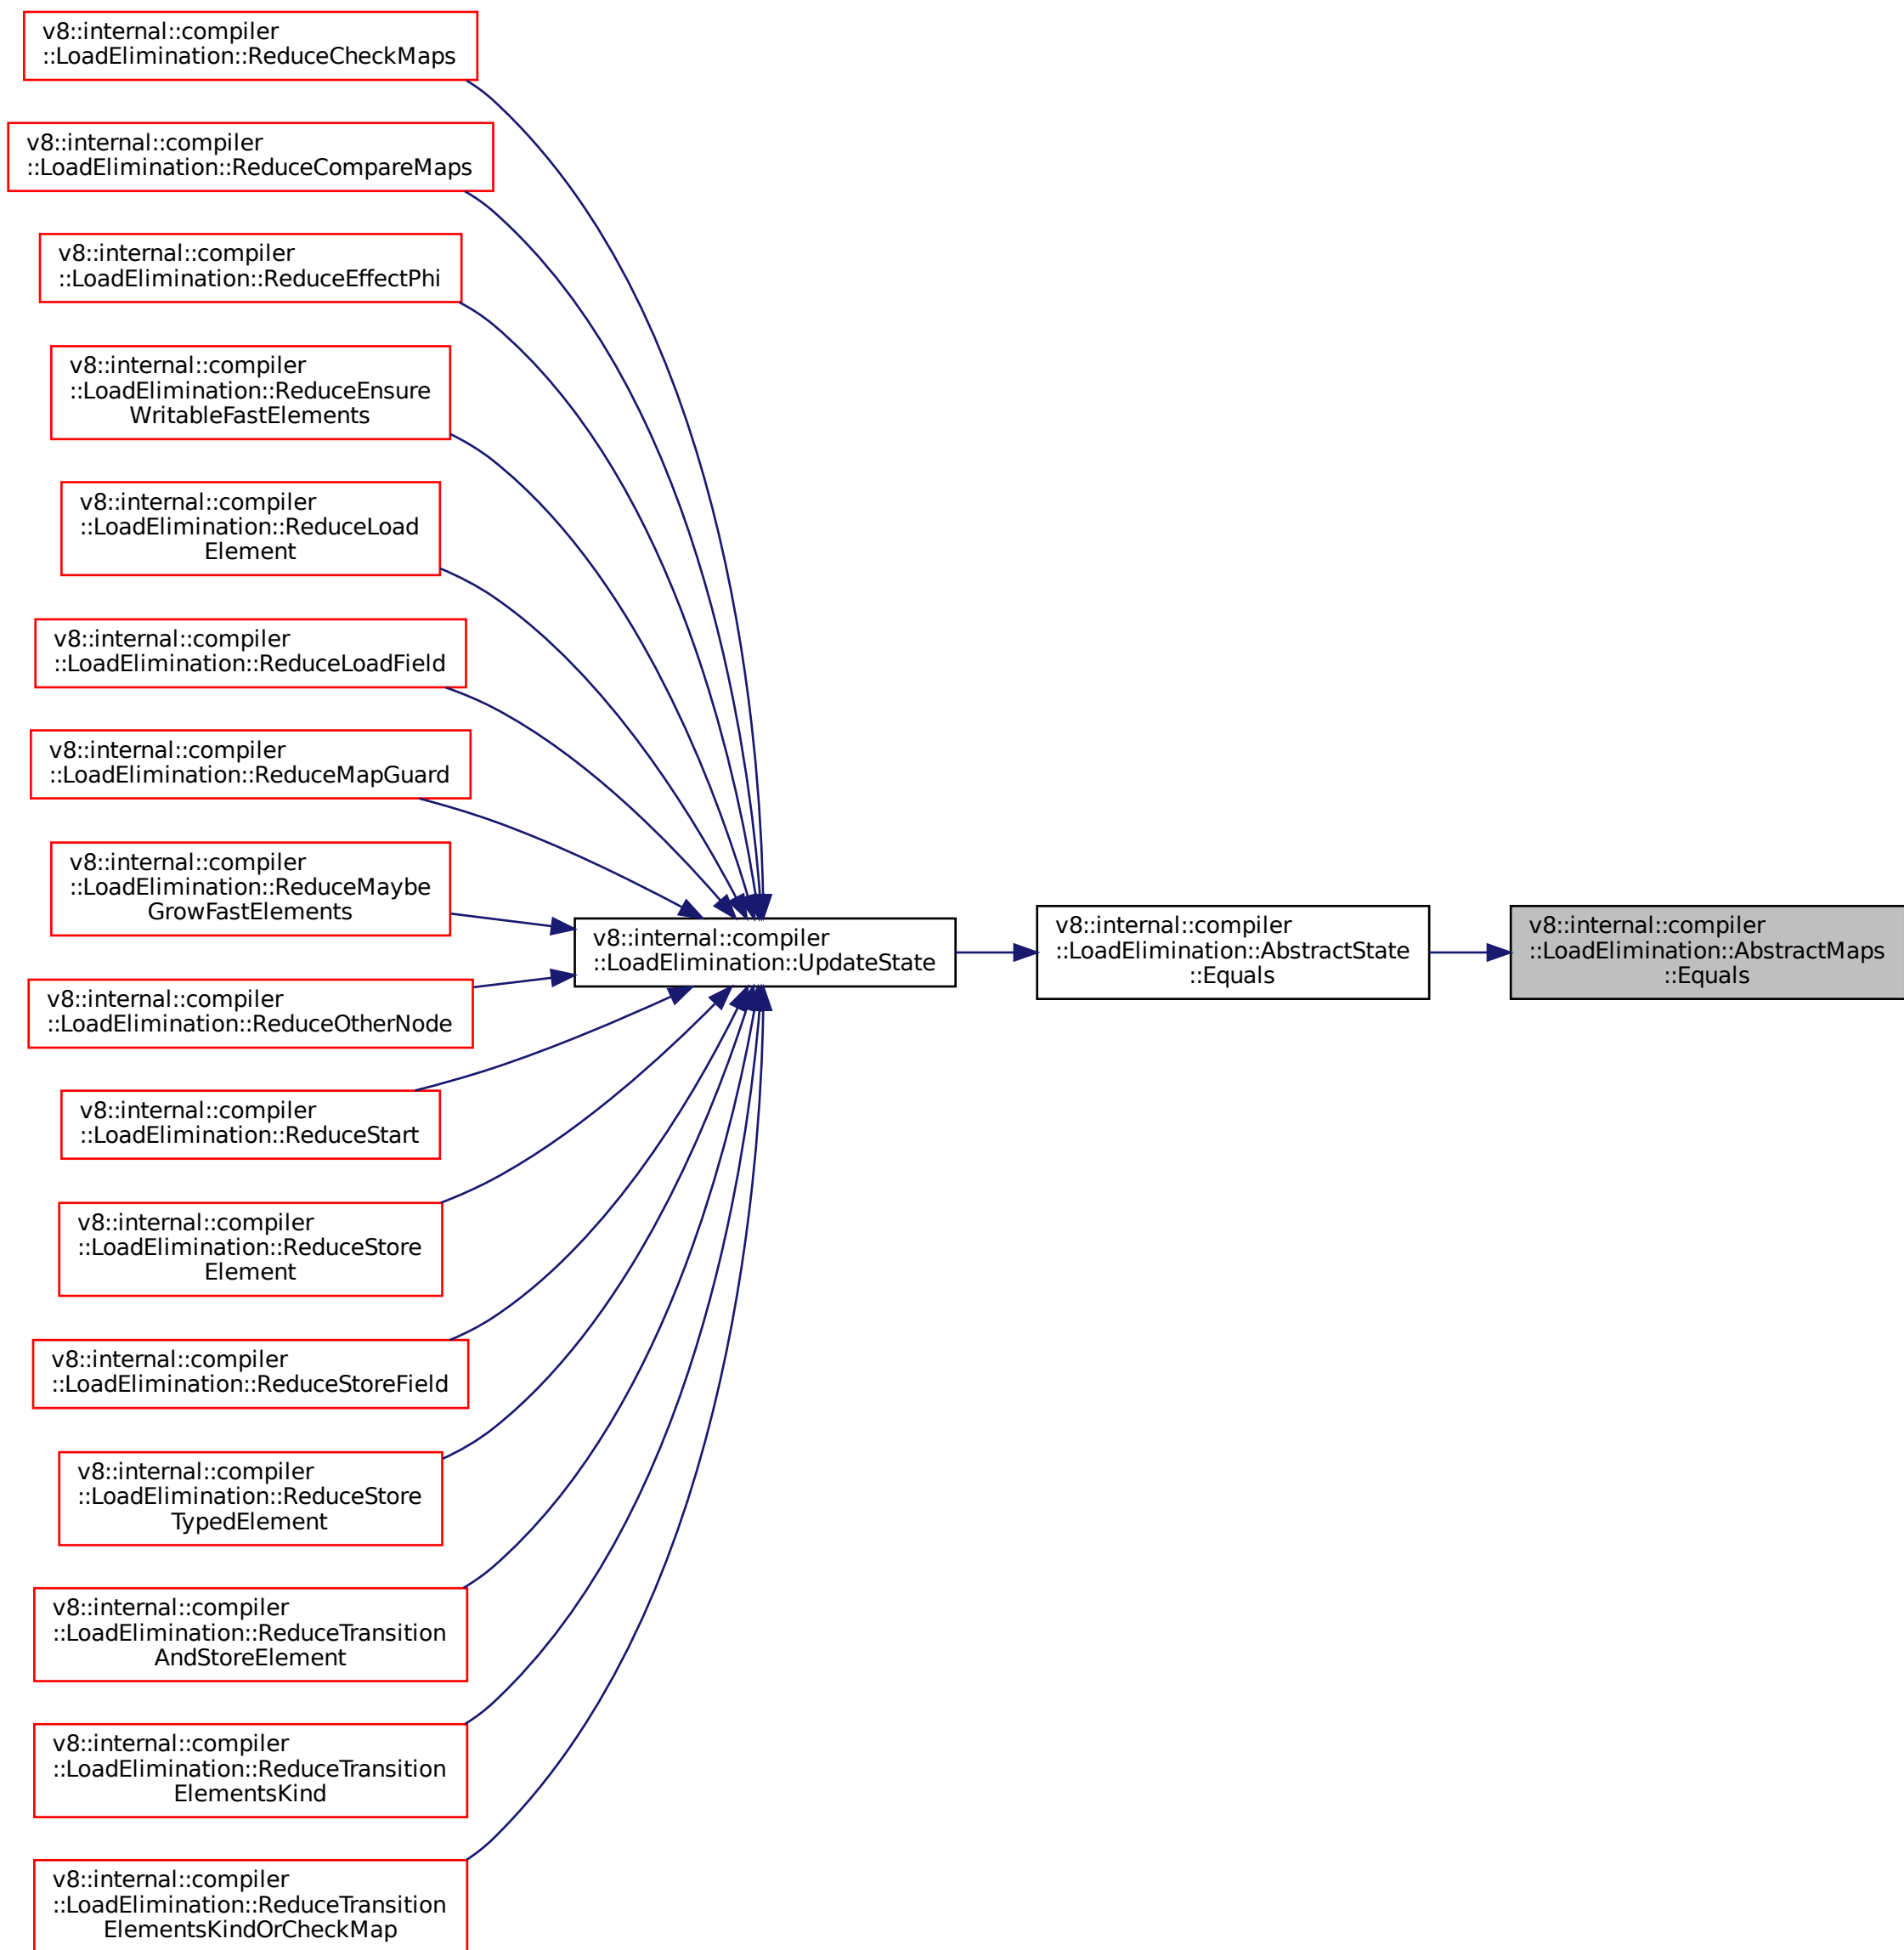 v8::internal::compiler
::LoadElimination::ReduceCheckMaps
v8::internal::compiler
::LoadElimination::ReduceCompareMaps
v8::internal::compiler
::LoadElimination::ReduceEffectPhi
v8::internal::compiler
::LoadElimination::ReduceEnsure
WritableFastElements
v8::internal::compiler
::LoadElimination::ReduceLoad
Element
v8::internal::compiler
::LoadElimination::ReduceLoadField
v8::internal::compiler
::LoadElimination::ReduceMapGuard
v8::internal::compiler
::LoadElimination::ReduceMaybe
GrowFastElements
v8::internal::compiler
::LoadElimination::ReduceOtherNode
v8::internal::compiler
::LoadElimination::ReduceStart
v8::internal::compiler
::LoadElimination::ReduceStore
Element
v8::internal::compiler
::LoadElimination::ReduceStoreField
v8::internal::compiler
::LoadElimination::ReduceStore
TypedElement
v8::internal::compiler
::LoadElimination::ReduceTransition
AndStoreElement
v8::internal::compiler
::LoadElimination::ReduceTransition
ElementsKind
v8::internal::compiler
::LoadElimination::ReduceTransition
ElementsKindOrCheckMap
v8::internal::compiler
::LoadElimination::UpdateState
v8::internal::compiler
::LoadElimination::AbstractState
::Equals
v8::internal::compiler
::LoadElimination::AbstractMaps
::Equals